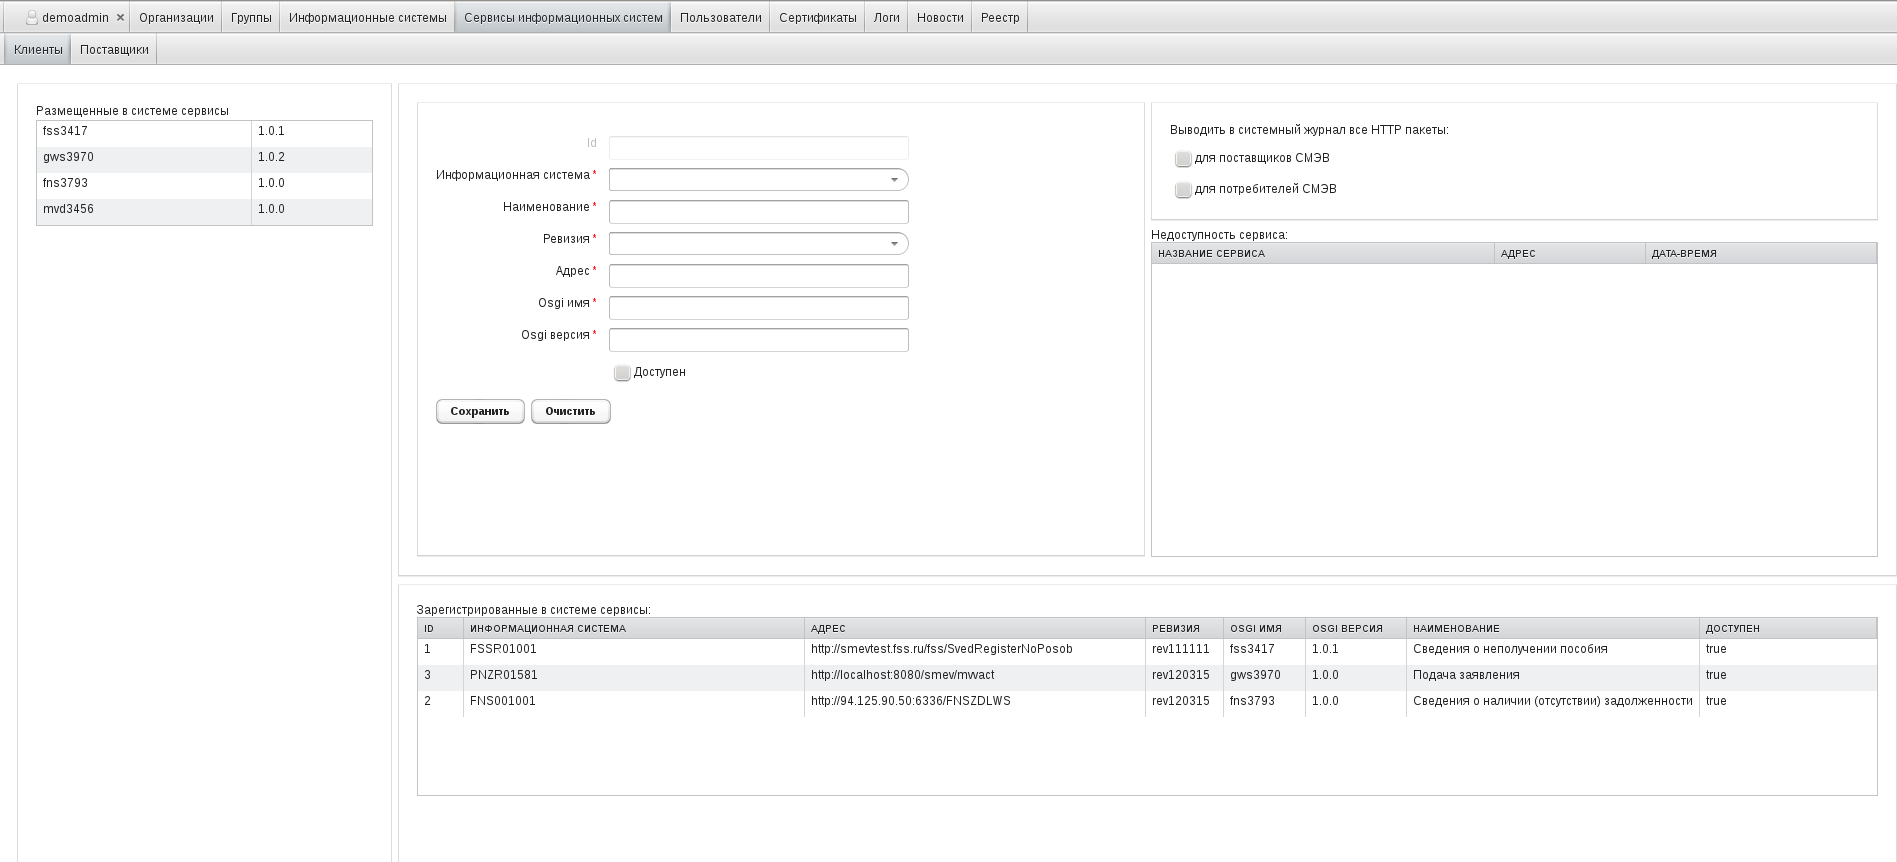 demoadmin × Организации Группы Информационные системы Сервисы информационных систем Пользователи Сертификаты Логи Новости Реестр
Клиенты Поставщики
Размещенные в системе сервисы
fss3417 1.0.1
gws3970 1.0.2
fns3793 1.0.0
mvd3456 1.0.0
Id
Информационная система *
Наименование *
Ревизия *
Адрес *
Osgi имя *
Osgi версия *
Доступен
Сохранить Очистить
Выводить в системный журнал все HTTP пакеты:
для поставщиков СМЭВ
для потребителей СМЭВ
Недоступность сервиса:
НАЗВАНИЕ СЕРВИСА АДРЕС ДАТА-ВРЕМЯ
Зарегистрированные в системе сервисы:
ID ИНФОРМАЦИОННАЯ СИСТЕМА АДРЕС РЕВИЗИЯ OSGI ИМЯ OSGI ВЕРСИЯ НАИМЕНОВАНИЕ ДОСТУПЕН
1 FSSR01001 http://smevtest.fss.ru/fss/SvedRegisterNoPosob rev111111 fss3417 1.0.1 Сведения о неполучении пособия true
3 PNZR01581 http://localhost:8080/smev/mvvact rev120315 gws3970 1.0.0 Подача заявления true
2 FNS001001 http://94.125.90.50:6336/FNSZDLWS rev120315 fns3793 1.0.0 Сведения о наличии (отсутствии) задолженности true